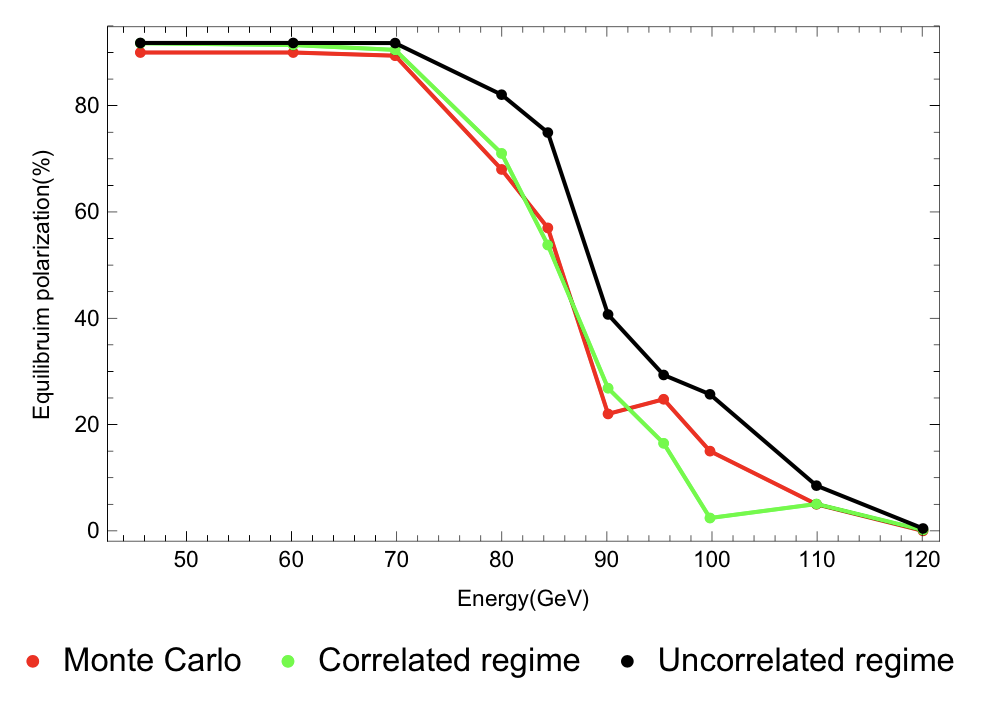 80
60
40
20
0
Equilibruim polarization(%)
50 60 70 80 90 100 110 120
Energy(GeV)
Monte Carlo Correlated regime Uncorrelated regime